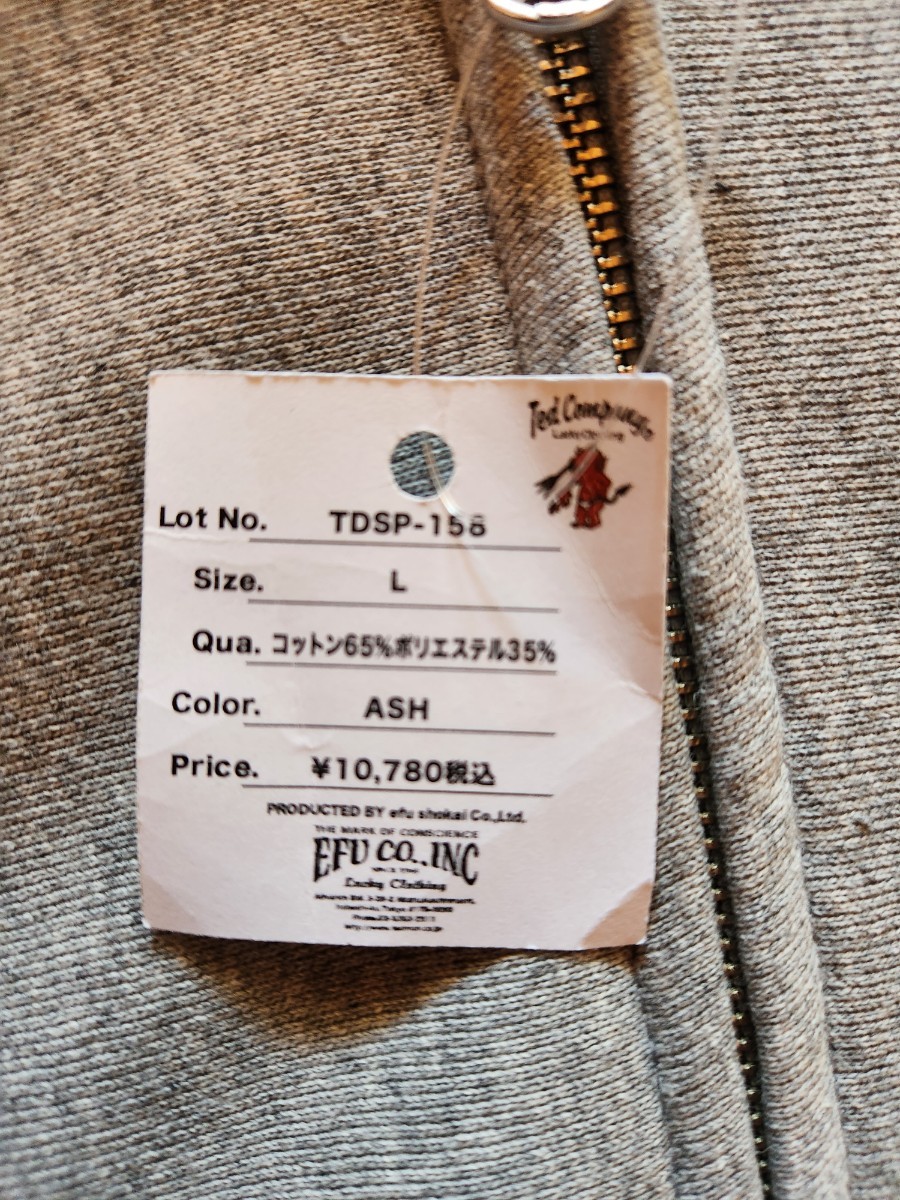 Ted Company
Lot No. TDSP-158
Size. L
Qua. コットン65%ポリエステル35%
Color. ASH
Price. ¥10,780税込
PRODUCTED BY efu shokai Co.,Ltd.
THE MARK OF CONSCIENCE
EFU CO.,INC
Lucky Clothing